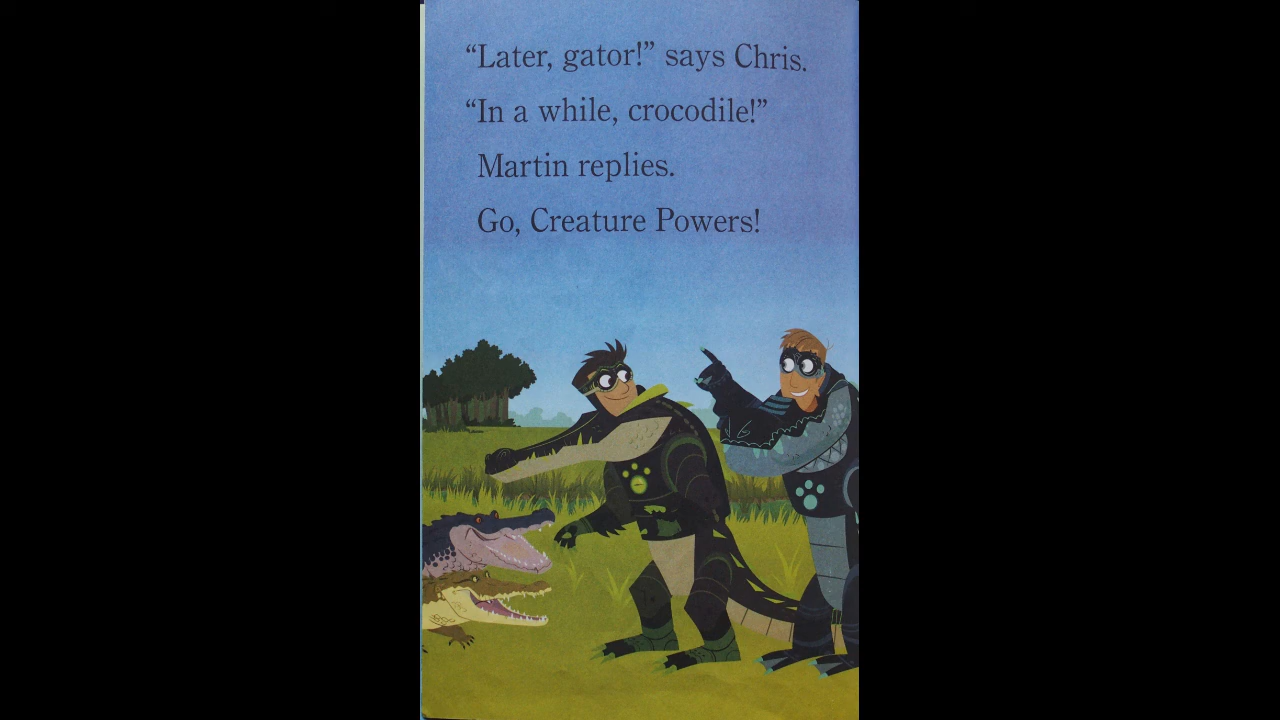 “Later, gator!” says Chris.
“In a while, crocodile!”
Martin replies.
Go, Creature Powers!